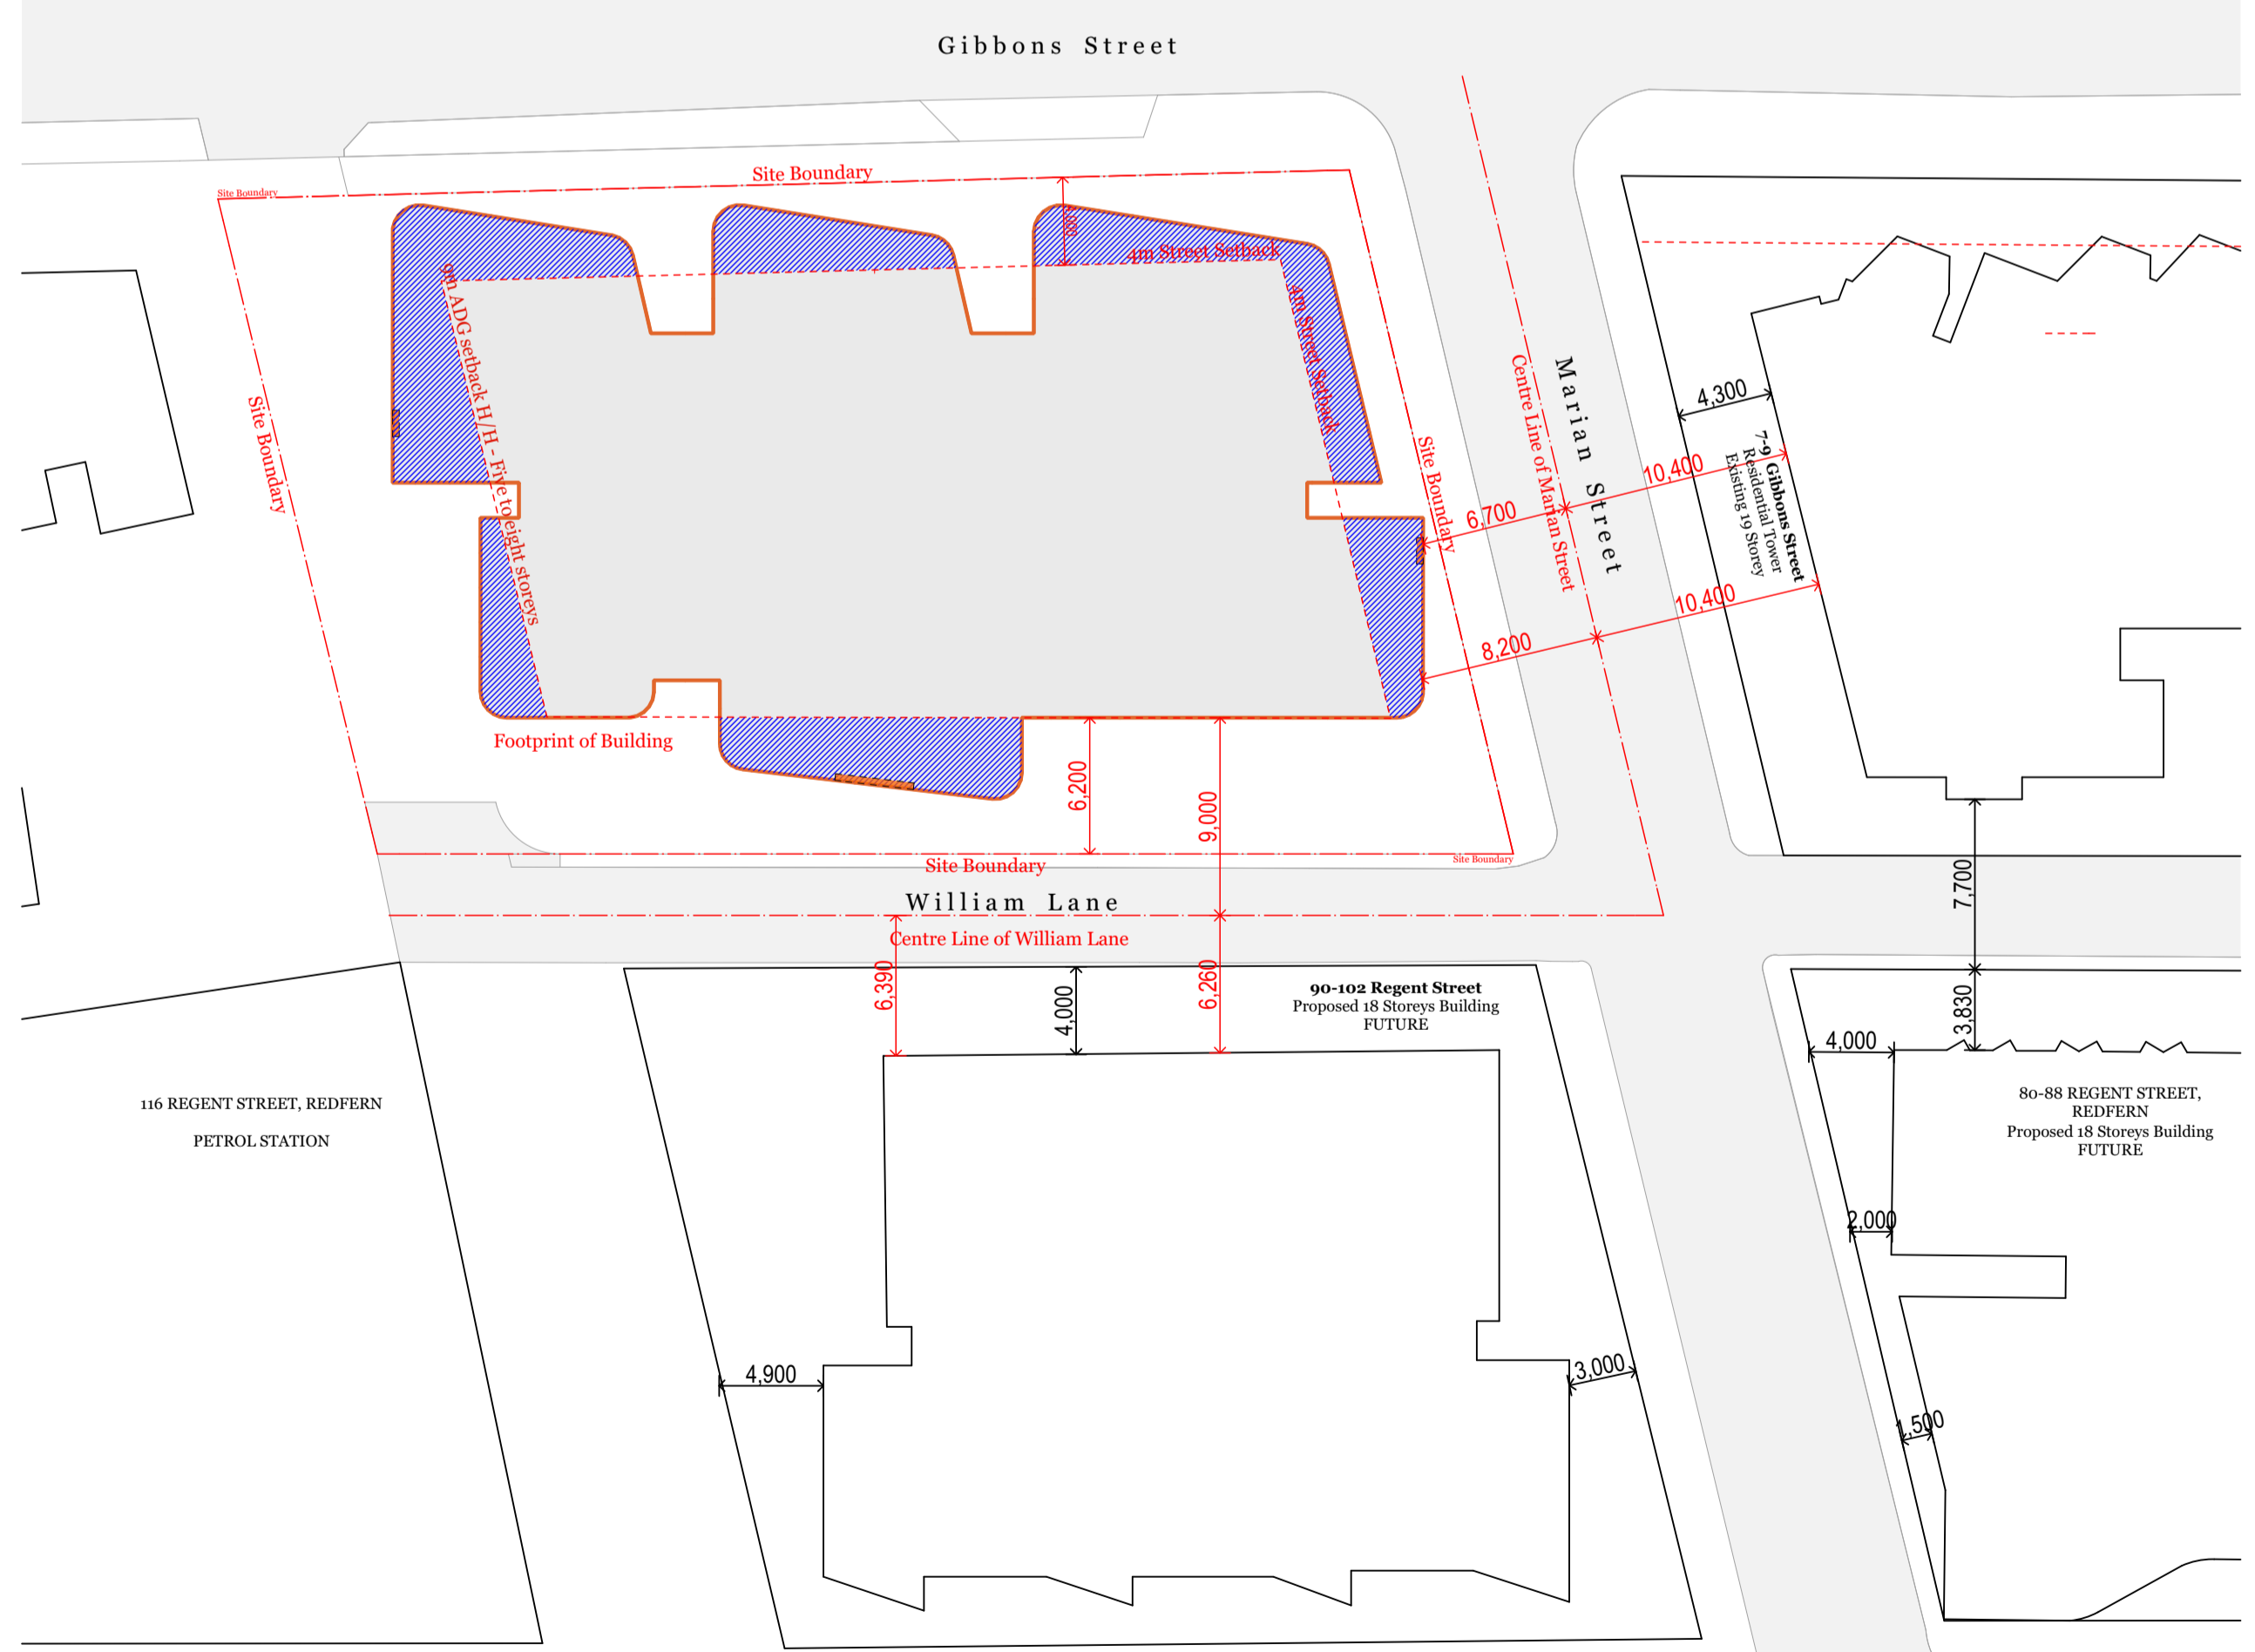 Gibbons Street
Site Boundary
Site Boundary
4m Street Setback
9m ADG setback H/H - Five to eight storeys
4m Street Setback
Site Boundary
Site Boundary
Centre Line of Marian Street
Marian Street
4,300
10,400
6,700
7-9 Gibbons Street
Residential Tower
Existing 19 Storey
10,400
8,200
Footprint of Building
6,200
9,000
Site Boundary
Site Boundary
William Lane
Centre Line of William Lane
7,700
6,390
4,000
6,260
90-102 Regent Street
Proposed 18 Storeys Building
FUTURE
3,830
4,000
116 REGENT STREET, REDFERN
PETROL STATION
80-88 REGENT STREET,
REDFERN
Proposed 18 Storeys Building
FUTURE
2,000
4,900
3,000
1,500